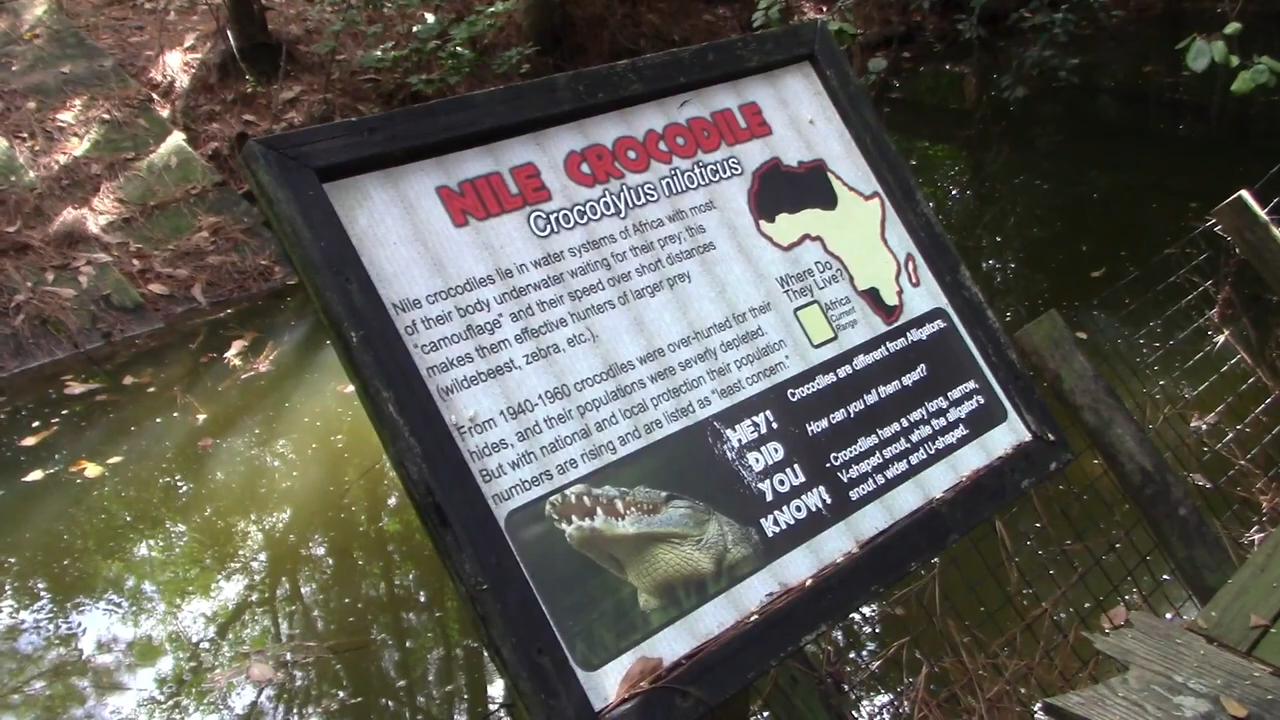 NILE CROCODILE
Crocodylus niloticus
Nile crocodiles lie in water systems of Africa with most
of their body underwater waiting for their prey; this
"camouflage" and their speed over short distances
makes them effective hunters of larger prey
(wildebeest, zebra, etc.).
From 1940-1960 crocodiles were over-hunted for their
hides, and their populations were severly depleted.
But with national and local protection their population
numbers are rising and are listed as "least concern."
Where Do
They Live?
Africa
Current
Range
HEY!
DID
YOU
KNOW?
Crocodiles are different from Alligators.
How can you tell them apart?
- Crocodiles have a very long, narrow,
V-shaped snout, while the alligator's
snout is wider and U-shaped.